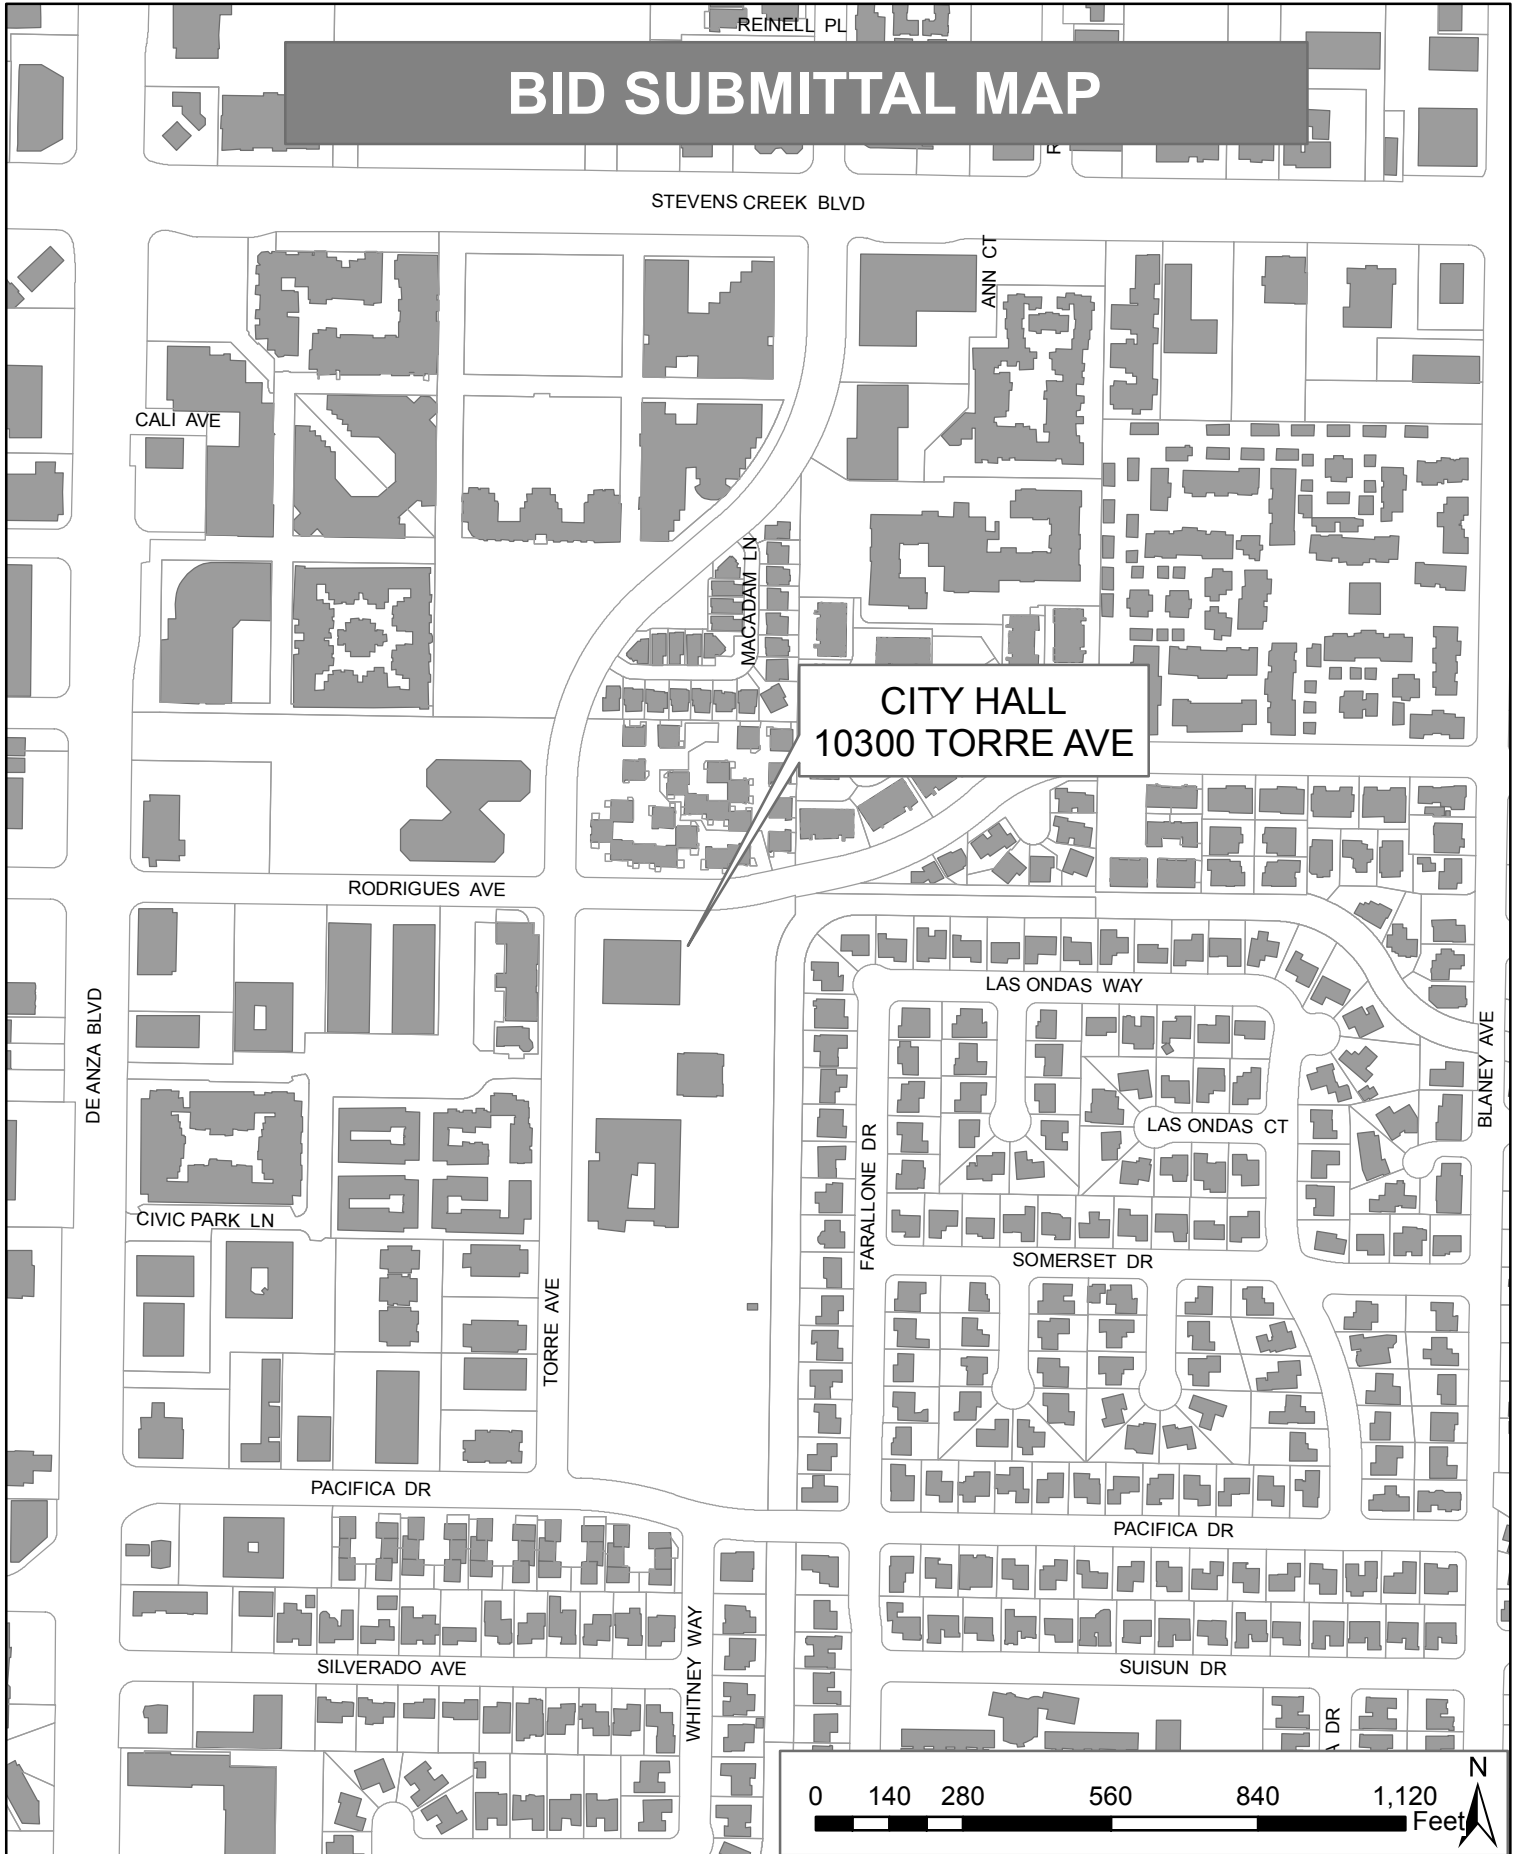 REINELL PL
BID SUBMITTAL MAP
STEVENS CREEK BLVD
ANN CT
CALI AVE
MACADAM LN
CITY HALL
10300 TORRE AVE
RODRIGUES AVE
LAS ONDAS WAY
DE ANZA BLVD
BLANEY AVE
LAS ONDAS CT
FARALLONE DR
CIVIC PARK LN
SOMERSET DR
TORRE AVE
PACIFICA DR
PACIFICA DR
WHITNEY WAY
SILVERADO AVE
SUISUN DR
DR
N
0 140 280 560 840 1,120
Feet